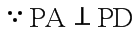 ∵ PA ⊥ PD